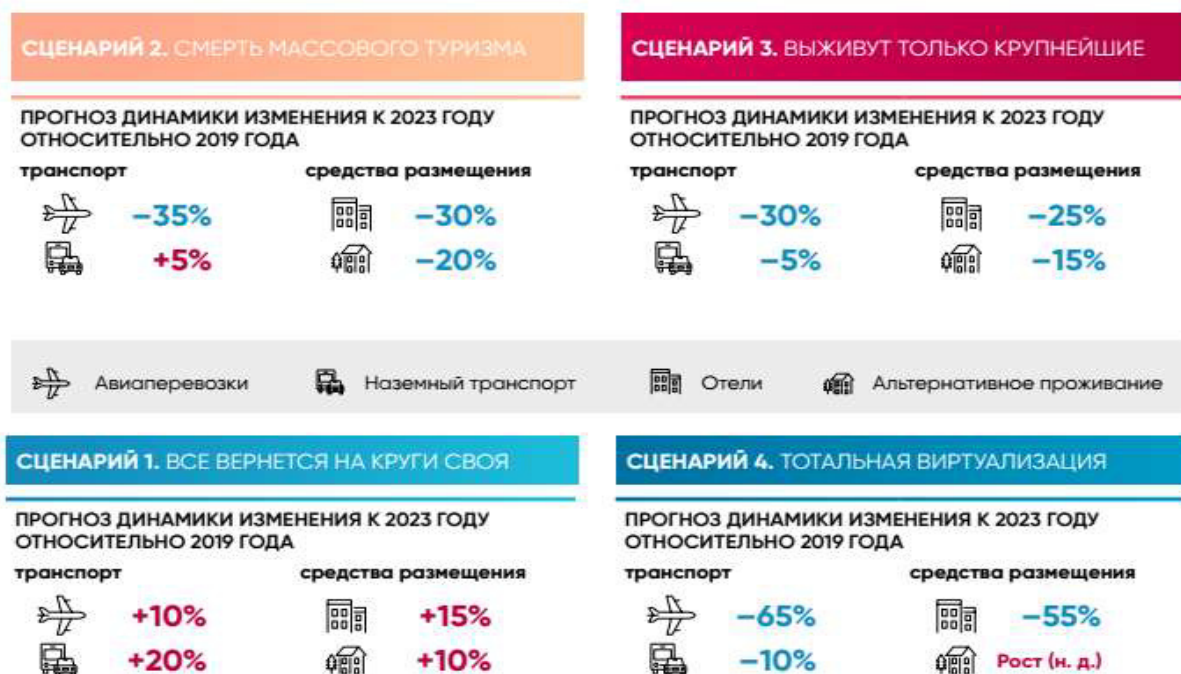 СЦЕНАРИЙ 2. СМЕРТЬ МАССОВОГО ТУРИЗМА
ПРОГНОЗ ДИНАМИКИ ИЗМЕНЕНИЯ К 2023 ГОДУ
ОТНОСИТЕЛЬНО 2019 ГОДА
транспорт
средства размещения
–35%
–30%
+5%
–20%
СЦЕНАРИЙ 3. ВЫЖИВУТ ТОЛЬКО КРУПНЕЙШИЕ
ПРОГНОЗ ДИНАМИКИ ИЗМЕНЕНИЯ К 2023 ГОДУ
ОТНОСИТЕЛЬНО 2019 ГОДА
транспорт
средства размещения
–30%
–25%
–5%
–15%
Авиаперевозки
Наземный транспорт
Отели
Альтернативное проживание
СЦЕНАРИЙ 1. ВСЕ ВЕРНЕТСЯ НА КРУГИ СВОЯ
ПРОГНОЗ ДИНАМИКИ ИЗМЕНЕНИЯ К 2023 ГОДУ
ОТНОСИТЕЛЬНО 2019 ГОДА
транспорт
средства размещения
+10%
+15%
+20%
+10%
СЦЕНАРИЙ 4. ТОТАЛЬНАЯ ВИРТУАЛИЗАЦИЯ
ПРОГНОЗ ДИНАМИКИ ИЗМЕНЕНИЯ К 2023 ГОДУ
ОТНОСИТЕЛЬНО 2019 ГОДА
транспорт
средства размещения
–65%
–55%
–10%
Рост (н. д.)